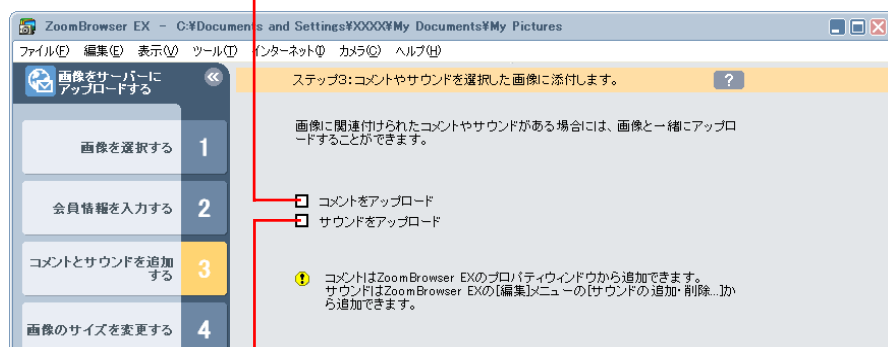 ZoomBrowser EX - C:¥Documents and Settings¥XXXX¥My Documents¥My Pictures
ファイル(F) 編集(E) 表示(V) ツール(T) インターネット(I) カメラ(C) ヘルプ(H)
画像をサーバーに
アップロードする
ステップ3:コメントやサウンドを選択した画像に添付します。 ?
画像に関連付けられたコメントやサウンドがある場合には、画像と一緒にアップロ
ードすることができます。
画像を選択する 1
会員情報を入力する 2
コメントをアップロード
サウンドをアップロード
コメントとサウンドを追加
する 3
コメントはZoomBrowser EXのプロパティウィンドウから追加できます。
サウンドはZoomBrowser EXの[編集]メニューの[サウンドの追加・削除...]か
ら追加できます。
画像のサイズを変更する 4